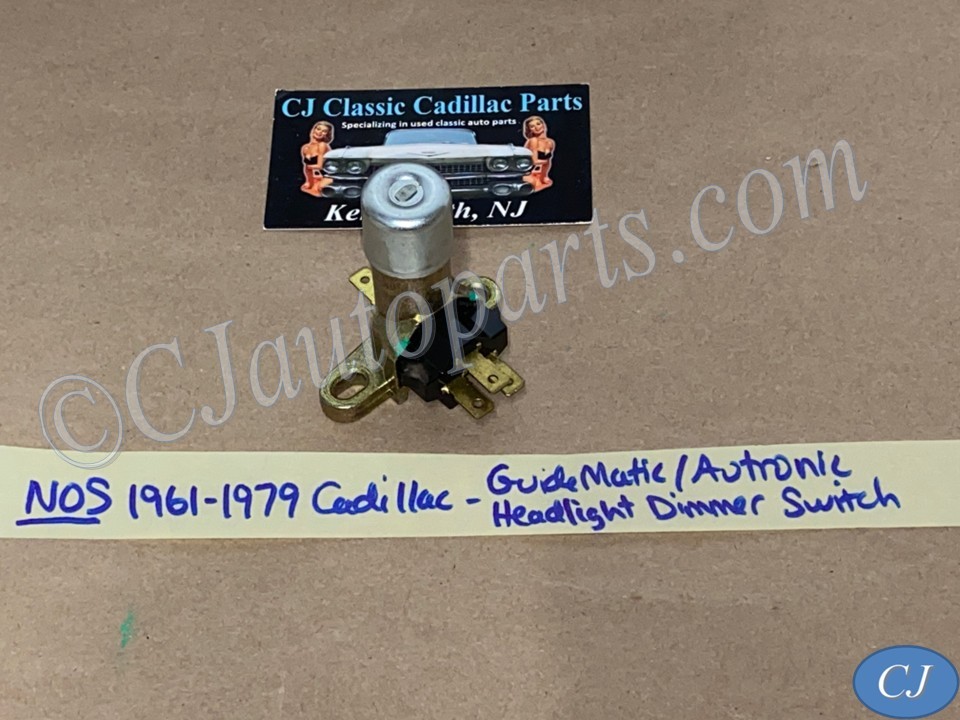 CJ Classic Cadillac Parts
Specializing in used classic auto parts
NJ
©CJautoparts.com
NOS 1961-1979 Cadillac - GuideMatic/Autronic
Headlight Dimmer Switch
CJ